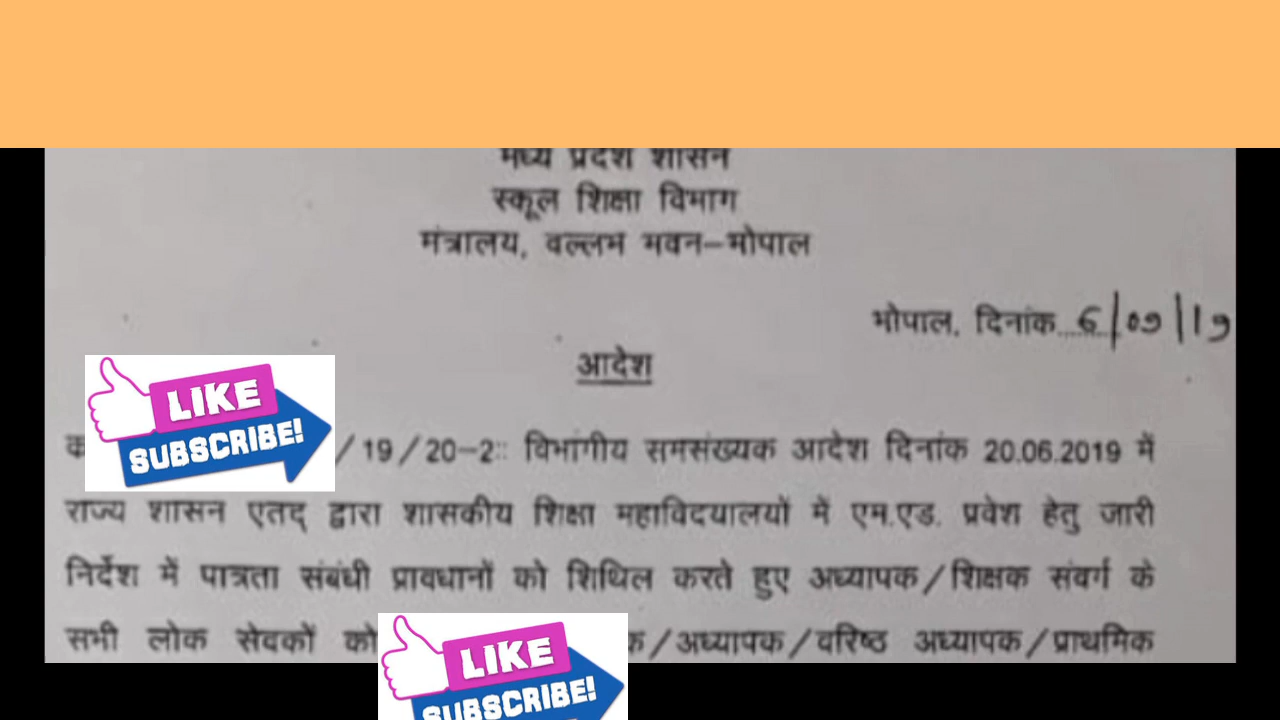 मध्य प्रदेश शासन
स्कूल शिक्षा विभाग
मंत्रालय, वल्लभ भवन–भोपाल
भोपाल, दिनांक 6/09/19
आदेश
LIKE
SUBSCRIBE!
/19/20–2:: विभांगीय समसंख्यक आदेश दिनांक 20.06.2019 में
राज्य शासन एतद् द्वारा शासकीय शिक्षा महाविदयालयों में एम.एड. प्रवेश हेतु जारी
निर्देश में पात्रता संबंधी प्रावधानों को शिथिल करते हुए अध्यापक/शिक्षक संवर्ग के
सभी लोक सेवकों को /अध्यापक/वरिष्ठ अध्यापक/प्राथमिक
LIKE
SUBSCRIBE!